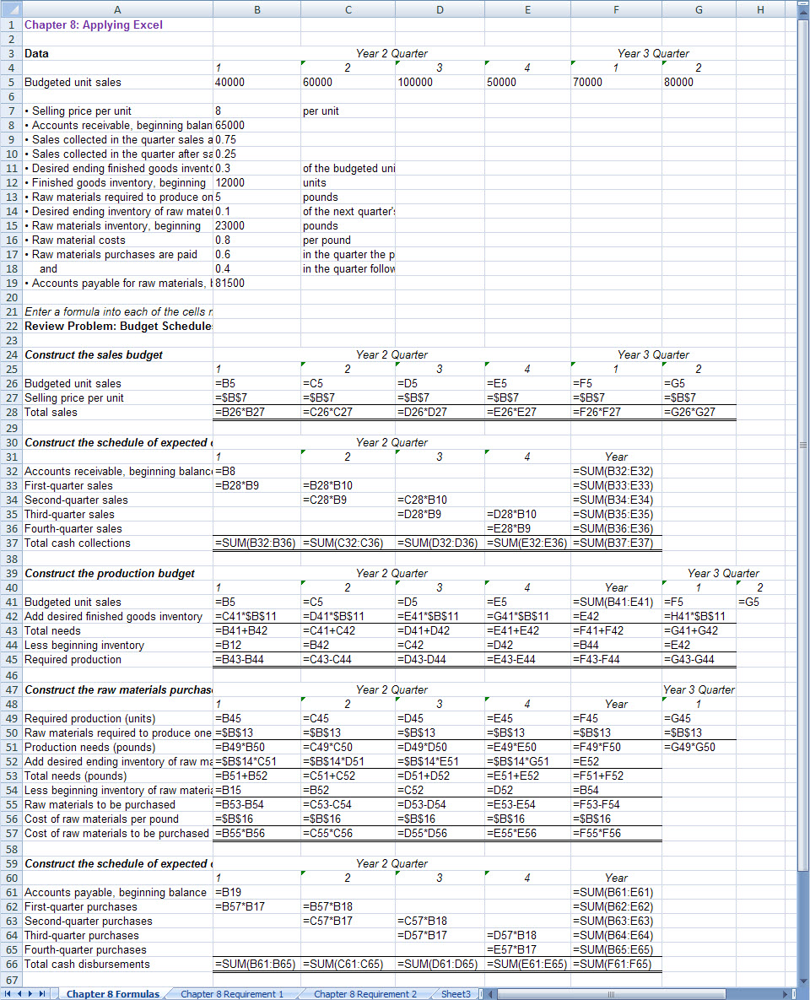 A B C D E F G H
1 Chapter 8: Applying Excel
2
3 Data Year 2 Quarter Year 3 Quarter
4 1 2 3 4 1 2
5 Budgeted unit sales 40000 60000 100000 50000 70000 80000
6
7 • Selling price per unit 8 per unit
8 • Accounts receivable, beginning balan 65000
9 • Sales collected in the quarter sales a 0.75
10 • Sales collected in the quarter after sa 0.25
11 • Desired ending finished goods invento 0.3 of the budgeted uni
12 • Finished goods inventory, beginning 12000 units
13 • Raw materials required to produce on 5 pounds
14 • Desired ending inventory of raw mater 0.1 of the next quarter's
15 • Raw materials inventory, beginning 23000 pounds
16 • Raw material costs 0.8 per pound
17 • Raw materials purchases are paid 0.6 in the quarter the p
18 and 0.4 in the quarter follow
19 • Accounts payable for raw materials, 81500
20
21 Enter a formula into each of the cells
22 Review Problem: Budget Schedules
23
24 Construct the sales budget Year 2 Quarter Year 3 Quarter
25 1 2 3 4 1 2
26 Budgeted unit sales =B5 =C5 =D5 =E5 =F5 =G5
27 Selling price per unit =$B$7 =$B$7 =$B$7 =$B$7 =$B$7 =$B$7
28 Total sales =B26*B27 =C26*C27 =D26*D27 =E26*E27 =F26*F27 =G26*G27
29
30 Construct the schedule of expected c Year 2 Quarter
31 1 2 3 4 Year
32 Accounts receivable, beginning balanc =B8 =SUM(B32:E32)
33 First-quarter sales =B28*B9 =B28*B10 =SUM(B33:E33)
34 Second-quarter sales =C28*B9 =C28*B10 =SUM(B34:E34)
35 Third-quarter sales =D28*B9 =D28*B10 =SUM(B35:E35)
36 Fourth-quarter sales =E28*B9 =SUM(B36:E36)
37 Total cash collections =SUM(B32:B36) =SUM(C32:C36) =SUM(D32:D36) =SUM(E32:E36) =SUM(B37:E37)
38
39 Construct the production budget Year 2 Quarter Year 3 Quarter
40 1 2 3 4 Year 1 2
41 Budgeted unit sales =B5 =C5 =D5 =E5 =SUM(B41:E41) =F5 =G5
42 Add desired finished goods inventory =C41*$B$11 =D41*$B$11 =E41*$B$11 =G41*$B$11 =E42 =H41*$B$11
43 Total needs =B41+B42 =C41+C42 =D41+D42 =E41+E42 =F41+F42 =G41+G42
44 Less beginning inventory =B12 =B42 =C42 =D42 =B44 =E42
45 Required production =B43-B44 =C43-C44 =D43-D44 =E43-E44 =F43-F44 =G43-G44
46
47 Construct the raw materials purchas Year 2 Quarter Year 3 Quarter
48 1 2 3 4 Year 1
49 Required production (units) =B45 =C45 =D45 =E45 =F45 =G45
50 Raw materials required to produce one =$B$13 =$B$13 =$B$13 =$B$13 =$B$13 =$B$13
51 Production needs (pounds) =B49*B50 =C49*C50 =D49*D50 =E49*E50 =F49*F50 =G49*G50
52 Add desired ending inventory of raw ma =$B$14*C51 =$B$14*D51 =$B$14*E51 =$B$14*G51 =E52
53 Total needs (pounds) =B51+B52 =C51+C52 =D51+D52 =E51+E52 =F51+F52
54 Less beginning inventory of raw materia =B15 =B52 =C52 =D52 =B54
55 Raw materials to be purchased =B53-B54 =C53-C54 =D53-D54 =E53-E54 =F53-F54
56 Cost of raw materials per pound =$B$16 =$B$16 =$B$16 =$B$16 =$B$16
57 Cost of raw materials to be purchased =B55*B56 =C55*C56 =D55*D56 =E55*E56 =F55*F56
58
59 Construct the schedule of expected c Year 2 Quarter
60 1 2 3 4 Year
61 Accounts payable, beginning balance =B19 =SUM(B61:E61)
62 First-quarter purchases =B57*B17 =B57*B18 =SUM(B62:E62)
63 Second-quarter purchases =C57*B17 =C57*B18 =SUM(B63:E63)
64 Third-quarter purchases =D57*B17 =D57*B18 =SUM(B64:E64)
65 Fourth-quarter purchases =E57*B17 =SUM(B65:E65)
66 Total cash disbursements =SUM(B61:B65) =SUM(C61:C65) =SUM(D61:D65) =SUM(E61:E65) =SUM(F61:F65)
67
Chapter 8 Formulas Chapter 8 Requirement 1 Chapter 8 Requirement 2 Sheet3